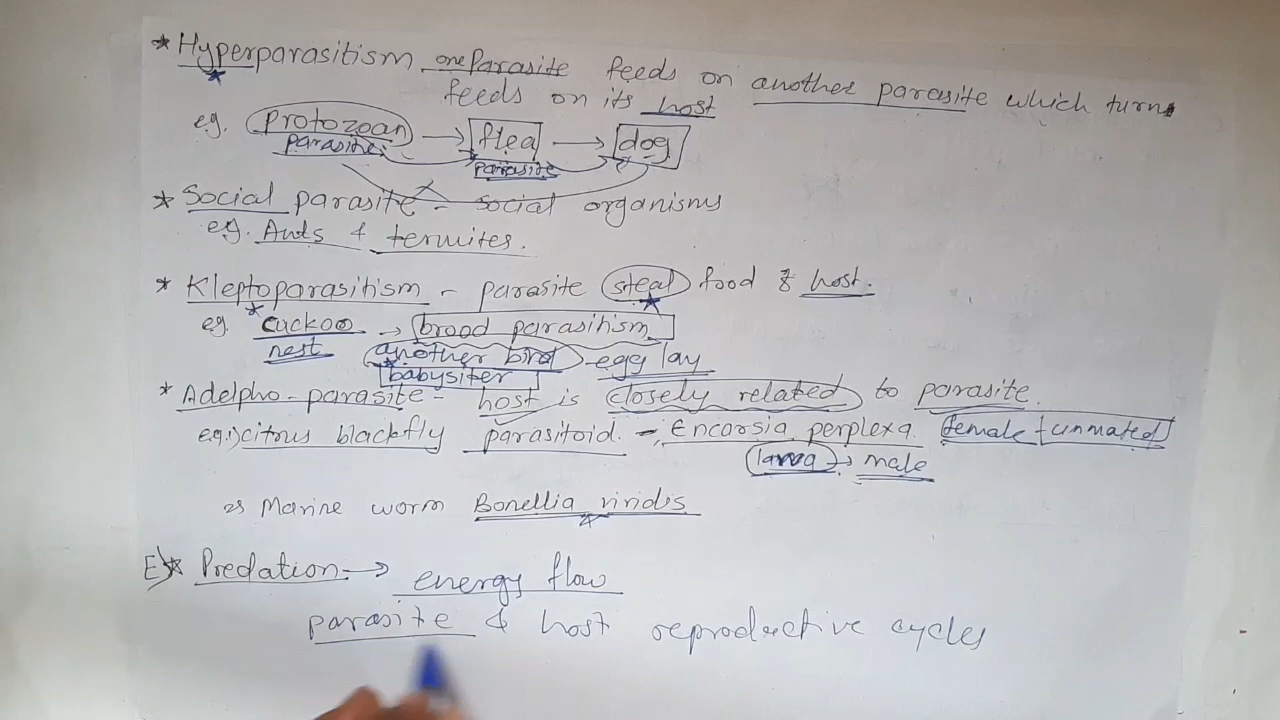 * Hyperparasitism one Parasite feeds on another parasite which turns
feeds on its host
eg. Protozoan → flea → dog
parasite parasite
* Social parasite - social organisms
eg. Ants & termites.
* Kleptoparasitism - parasite steal food & host.
eg. cuckoo → brood parasitism
nest another bird egg lay
babysiter
* Adelpho-parasite - host is closely related to parasite.
eg:1) citrus blackfly parasitoid. - Encarsia perplexa. female unmated
larva → male
2) Marine worm Bonellia viridis
E)* Predation → energy flow
parasite & host reproductive cycles